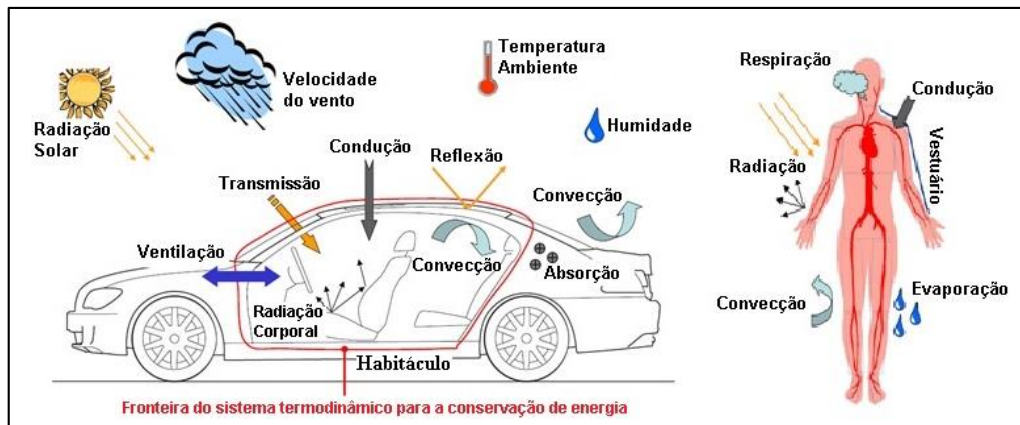 Radiação
Solar
Velocidade
do vento
Temperatura
Ambiente
Humidade
Transmissão
Condução
Reflexão
Convecção
Ventilação
Convecção
Absorção
Radiação
Corporal
Habitáculo
Fronteira do sistema termodinâmico para a conservação de energia
Respiração
Condução
Vestuário
Radiação
Convecção
Evaporação